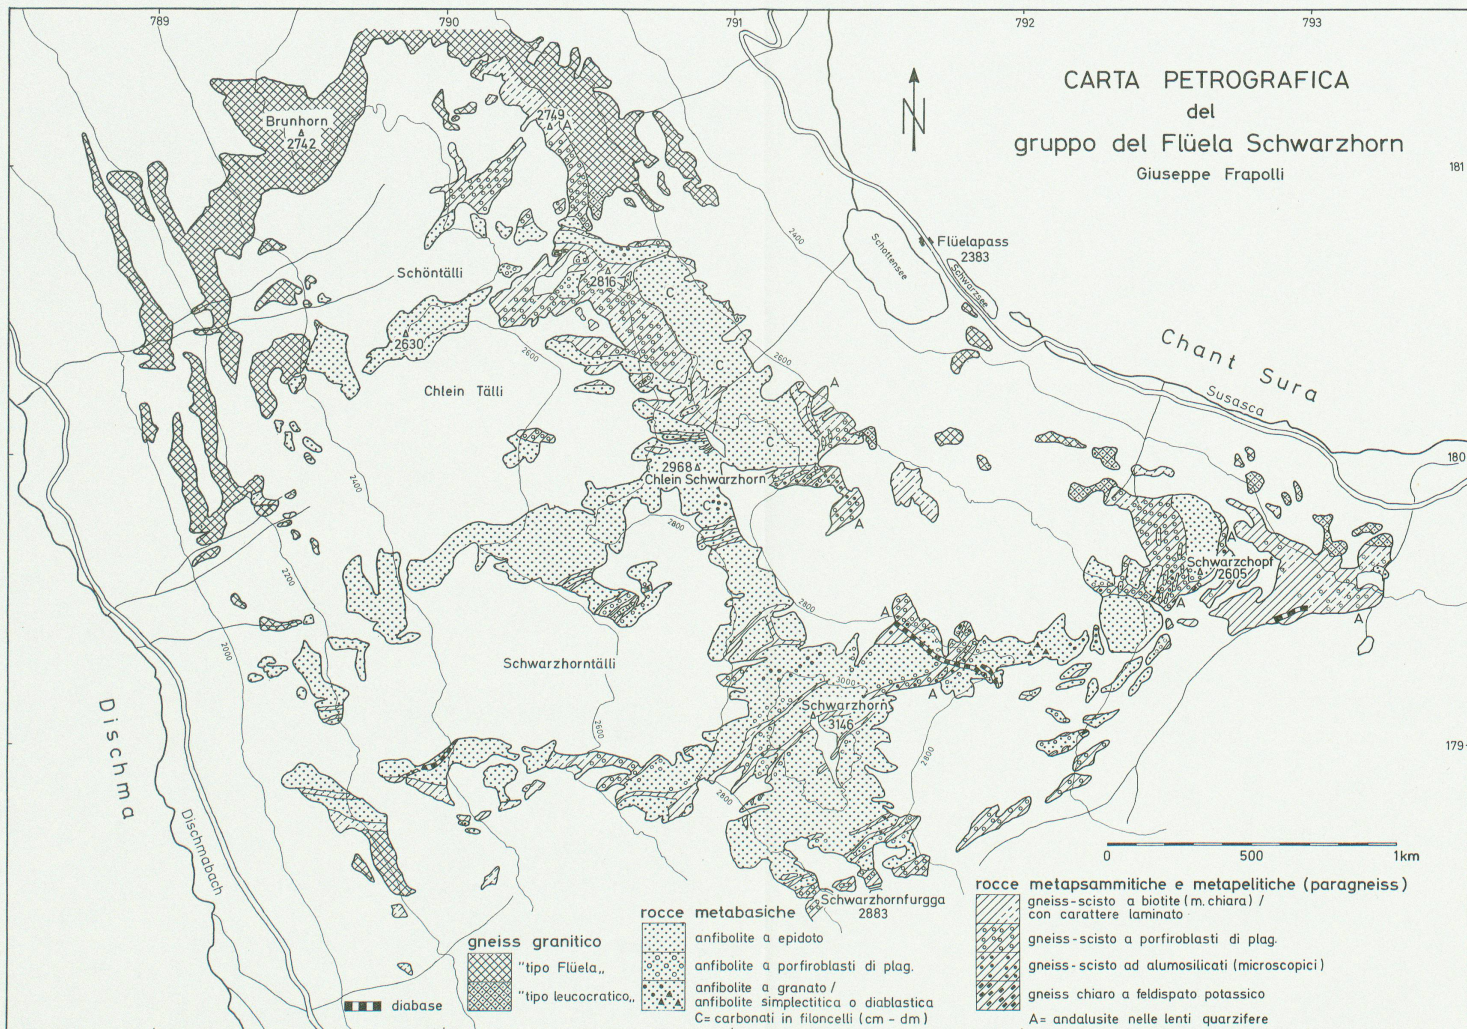 789
790
791
792
793
CARTA PETROGRAFICA
del
gruppo del Flüela Schwarzhorn
Giuseppe Frapolli
N
181
180
179
Brunhorn
2742
2749
A
2400
Schottensee
Flüelapass
2383
Schwarzsee
Schöntälli
2816
C
2630
2600
2600
Chant Sura
Susasca
Chlein Tälli
C
A
C
2968
Chlein Schwarzhorn
2400
C
C
2800
A
A
Schwarzchopf
2605
A
A
2200
2800
A
2000
Schwarzhorntälli
3000
A
Schwarzhorn
3146
2600
2800
2800
Dischma
Dischmabach
0 500 1km
Schwarzhornfurgga
2883
diabase
gneiss granitico
"tipo Flüela„
"tipo leucocratico„
rocce metabasiche
anfibolite a epidoto
anfibolite a porfiroblasti di plag.
anfibolite a granato /
anfibolite simplectitica o diablastica
C= carbonati in filoncelli (cm - dm)
rocce metapsammitiche e metapelitiche (paragneiss)
gneiss-scisto a biotite (m. chiara) /
con carattere laminato
gneiss-scisto a porfiroblasti di plag.
gneiss-scisto ad alumosilicati (microscopici)
gneiss chiaro a feldispato potassico
A= andalusite nelle lenti quarzifere